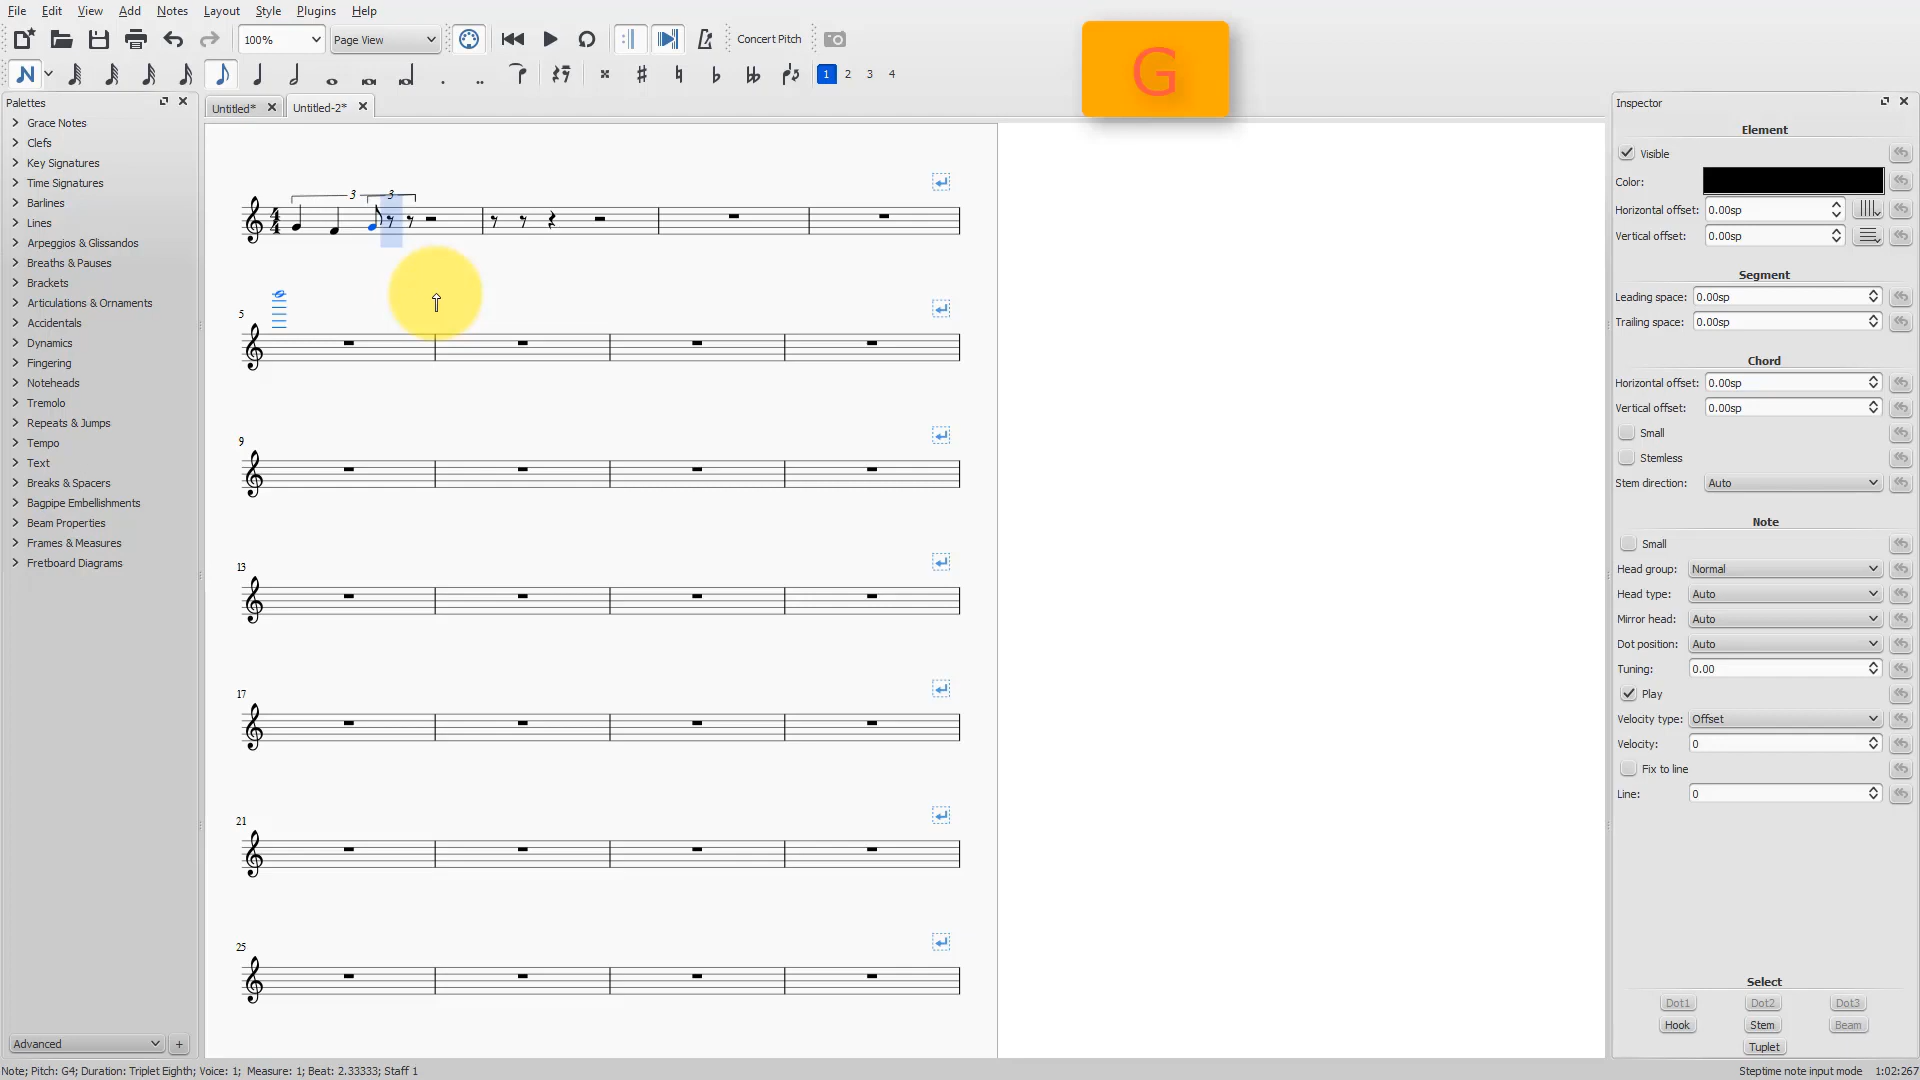 File Edit View Add Notes Layout Style Plugins Help
100% Page View Concert Pitch
1 2 3 4
G
Palettes
Untitled* Untitled-2*
Inspector
Grace Notes
Clefs
Key Signatures
Time Signatures
Barlines
Lines
Arpeggios & Glissandos
Breaths & Pauses
Brackets
Articulations & Ornaments
Accidentals
Dynamics
Fingering
Noteheads
Tremolo
Repeats & Jumps
Tempo
Text
Breaks & Spacers
Bagpipe Embellishments
Beam Properties
Frames & Measures
Fretboard Diagrams
Advanced +
3 3
4
4
5
9
13
17
21
25
Element
Visible
Color:
Horizontal offset: 0.00sp
Vertical offset: 0.00sp
Segment
Leading space: 0.00sp
Trailing space: 0.00sp
Chord
Horizontal offset: 0.00sp
Vertical offset: 0.00sp
Small
Stemless
Stem direction: Auto
Note
Small
Head group: Normal
Head type: Auto
Mirror head: Auto
Dot position: Auto
Tuning: 0.00
Play
Velocity type: Offset
Velocity: 0
Fix to line
Line: 0
Select
Dot1 Dot2 Dot3
Hook Stem Beam
Tuplet
Note; Pitch: G4; Duration: Triplet Eighth; Voice: 1; Measure: 1; Beat: 2.33333; Staff 1
Steptime note input mode 1:02:267